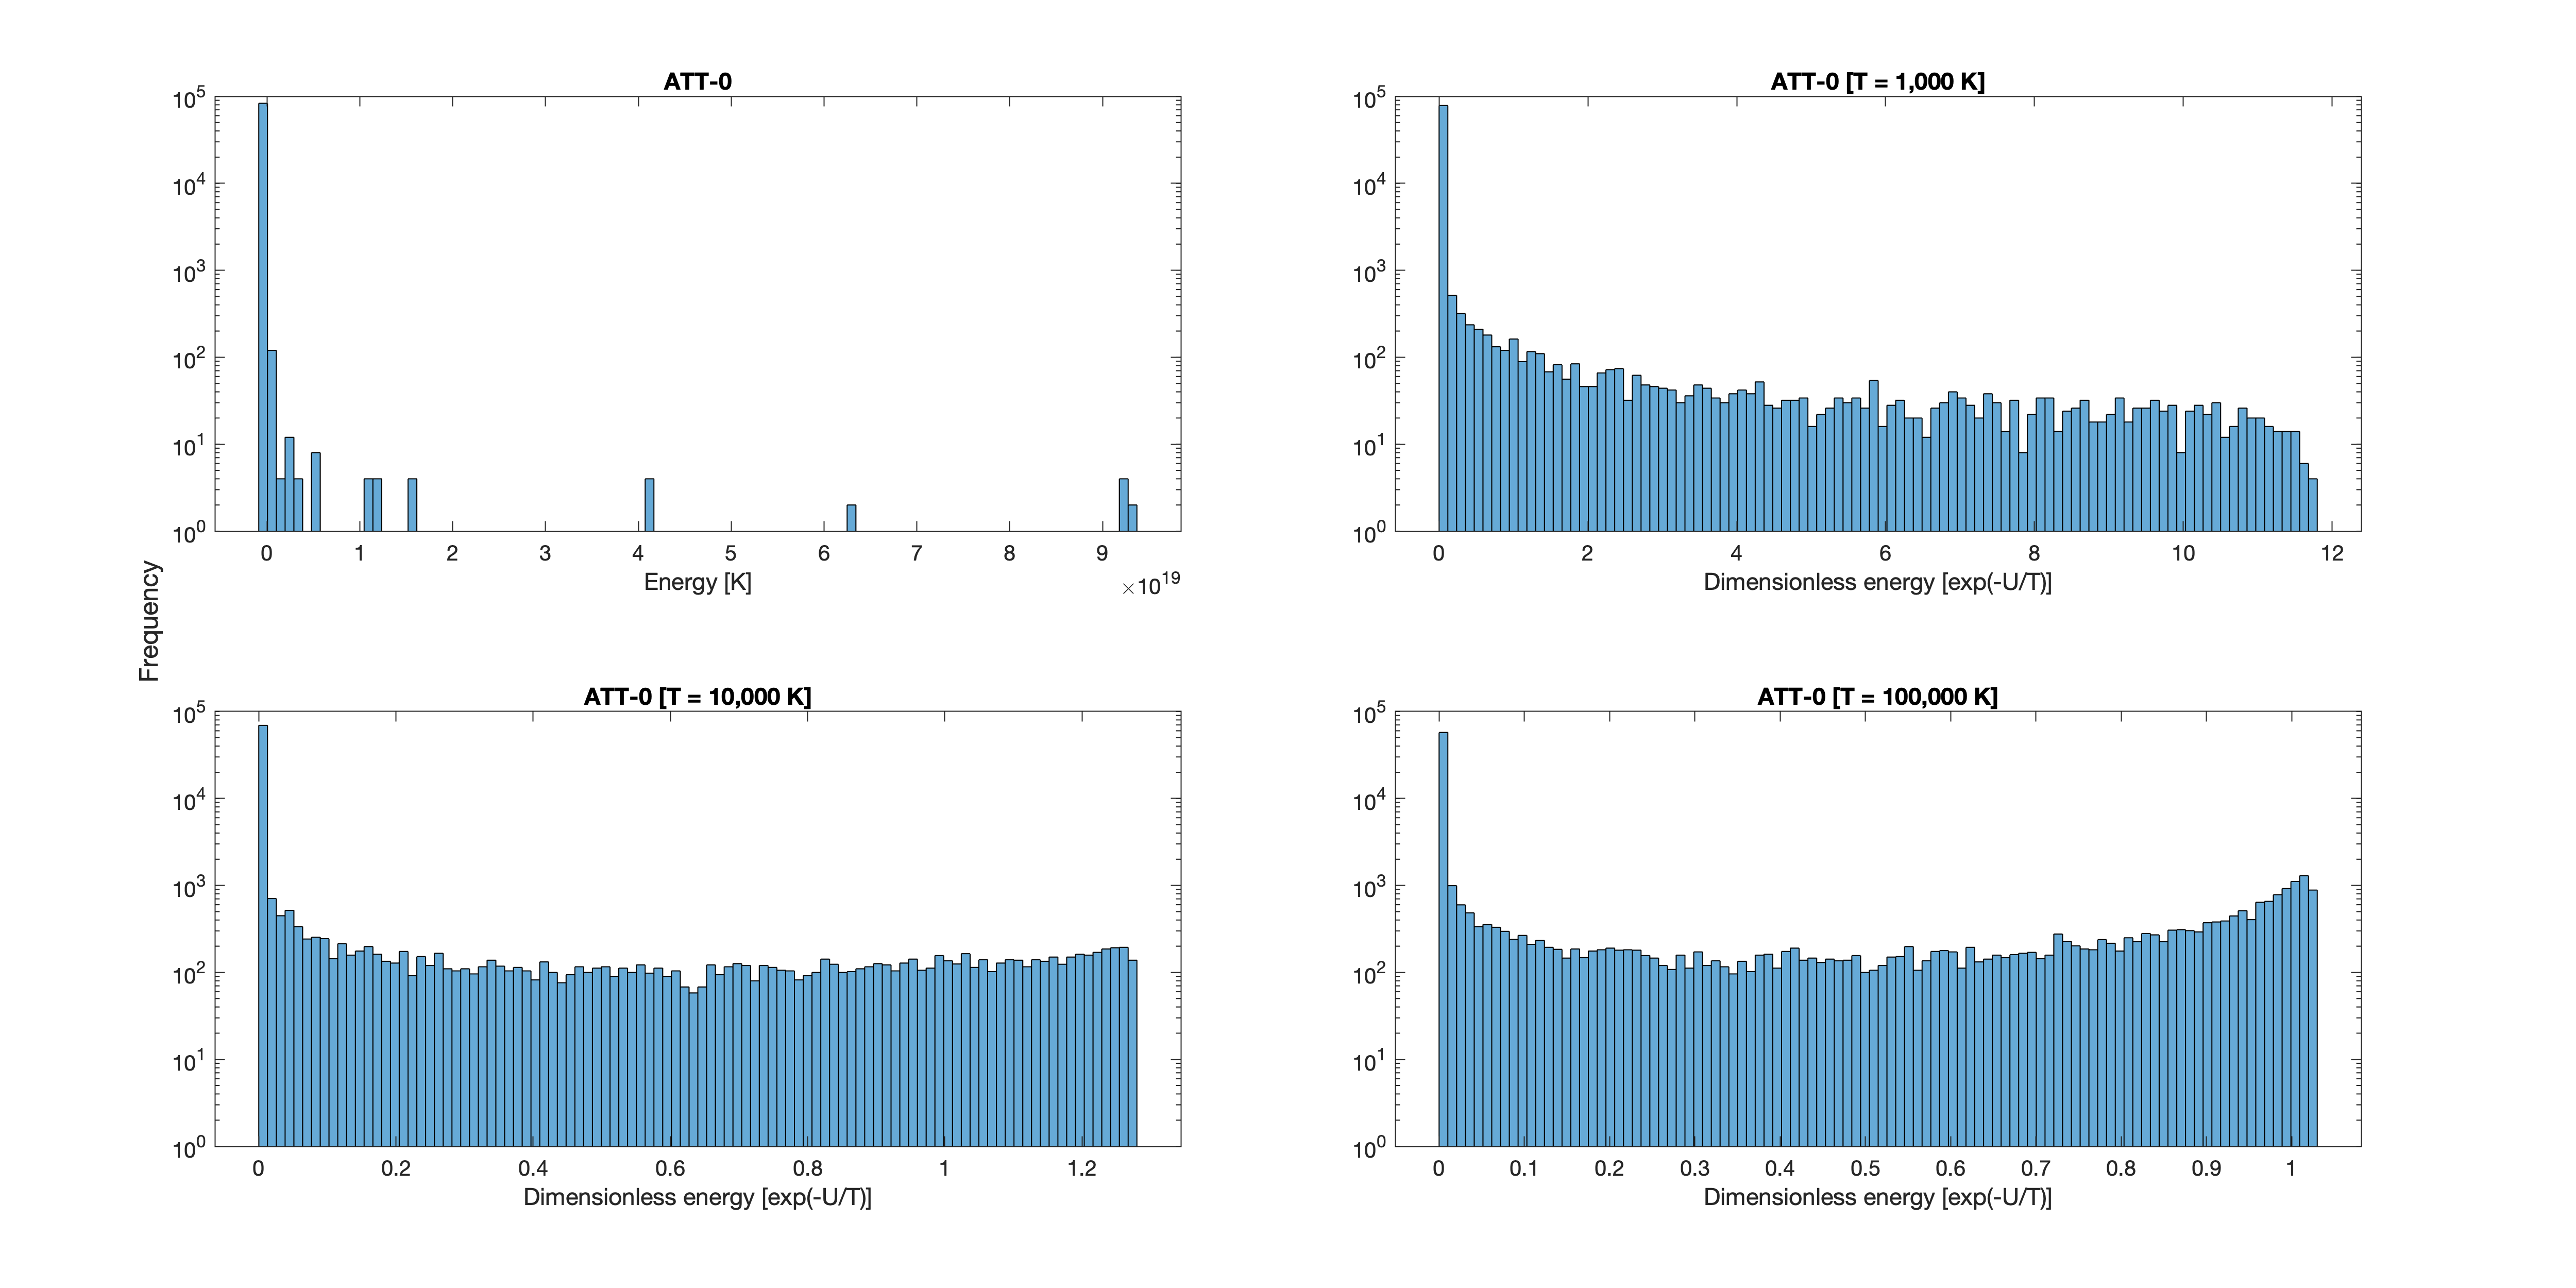 ATT-0
10^5
10^4
10^3
10^2
10^1
10^0
0 1 2 3 4 5 6 7 8 9
Energy [K]
×10^19
ATT-0 [T = 1,000 K]
10^5
10^4
10^3
10^2
10^1
10^0
0 2 4 6 8 10 12
Dimensionless energy [exp(-U/T)]
Frequency
ATT-0 [T = 10,000 K]
10^5
10^4
10^3
10^2
10^1
10^0
0 0.2 0.4 0.6 0.8 1 1.2
Dimensionless energy [exp(-U/T)]
ATT-0 [T = 100,000 K]
10^5
10^4
10^3
10^2
10^1
10^0
0 0.1 0.2 0.3 0.4 0.5 0.6 0.7 0.8 0.9 1
Dimensionless energy [exp(-U/T)]